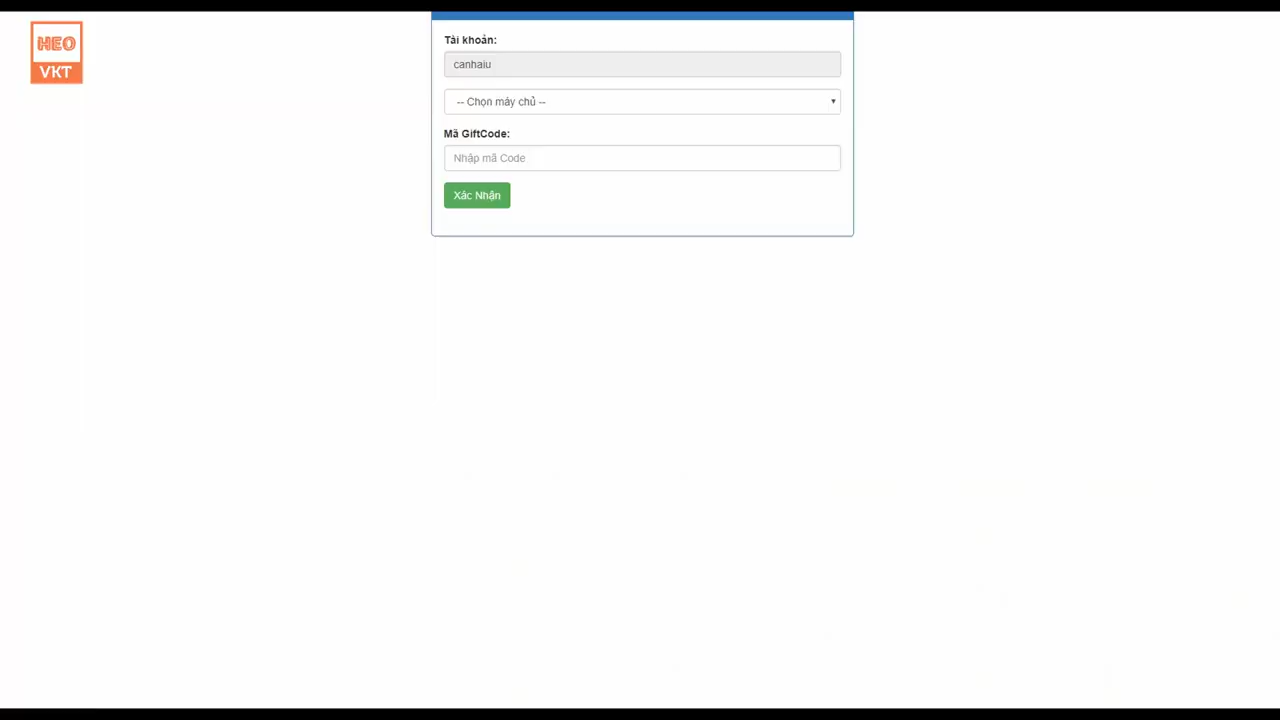 HEO
VKT
Tài khoản:
canhaiu
-- Chọn máy chủ --
Mã GiftCode:
Nhập mã Code
Xác Nhận